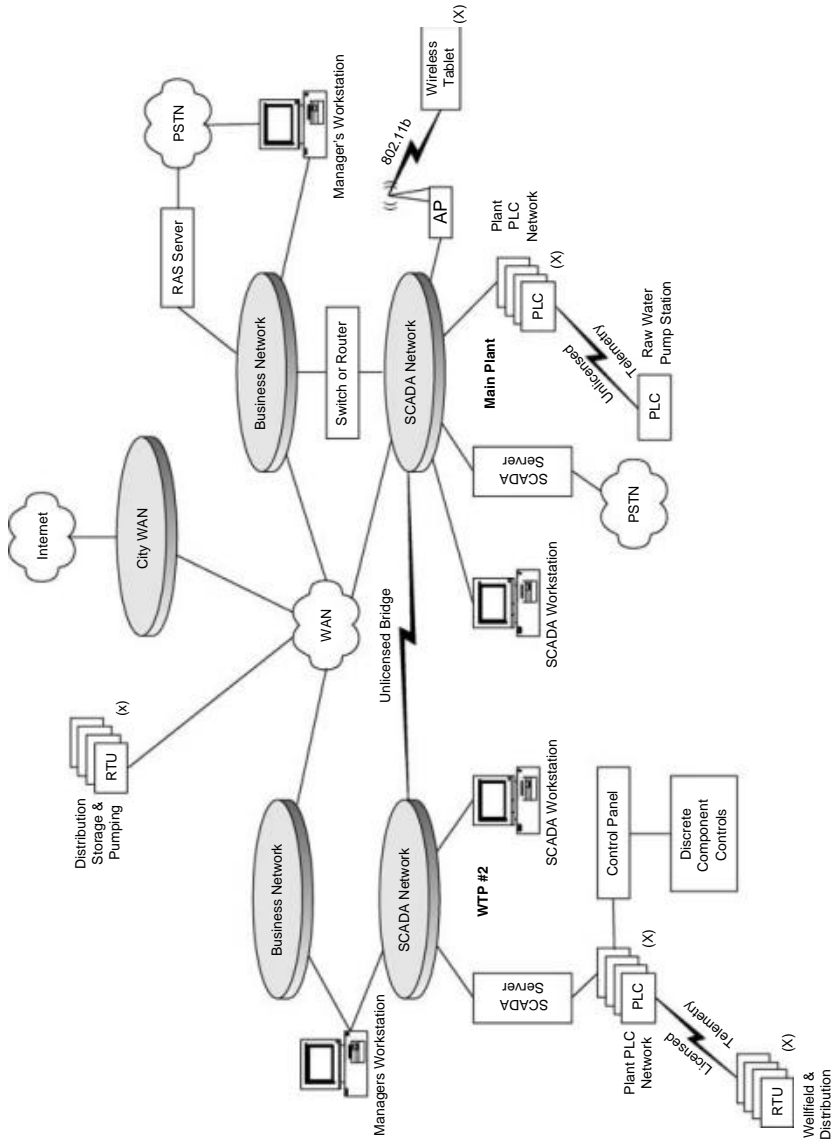 Internet
City WAN
Distribution
Storage &
Pumping
RTU
(x)
WAN
Business Network
Managers Workstation
SCADA Network
WTP #2
SCADA Workstation
SCADA
Server
Plant PLC
Network
PLC
(X)
Control Panel
Discrete
Component
Controls
Licensed
Telemetry
RTU
(X)
Wellfield &
Distribution
Unlicensed Bridge
Business Network
RAS Server
PSTN
Manager's Workstation
Switch or Router
SCADA Network
Main Plant
SCADA Workstation
SCADA
Server
PSTN
AP
802.11b
Wireless
Tablet
(X)
Plant
PLC
Network
PLC
(X)
Unlicensed
Telemetry
PLC
Raw Water
Pump Station